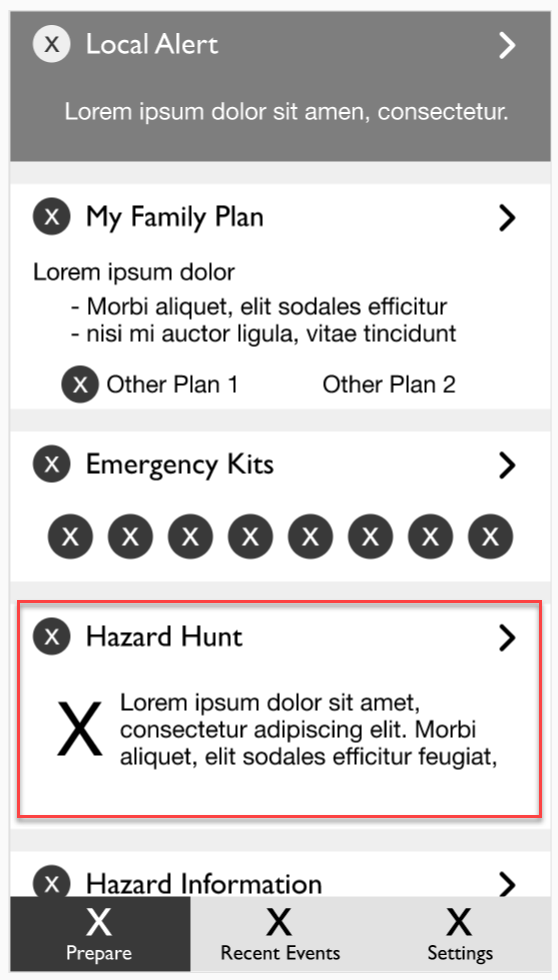 X Local Alert
Lorem ipsum dolor sit amen, consectetur.
X My Family Plan
Lorem ipsum dolor
- Morbi aliquet, elit sodales efficitur
- nisi mi auctor ligula, vitae tincidunt
X Other Plan 1 Other Plan 2
X Emergency Kits
X X X X X X X X
X Hazard Hunt
X
Lorem ipsum dolor sit amet,
consectetur adipiscing elit. Morbi
aliquet, elit sodales efficitur feugiat,
X Hazard Information
X X X
Prepare Recent Events Settings